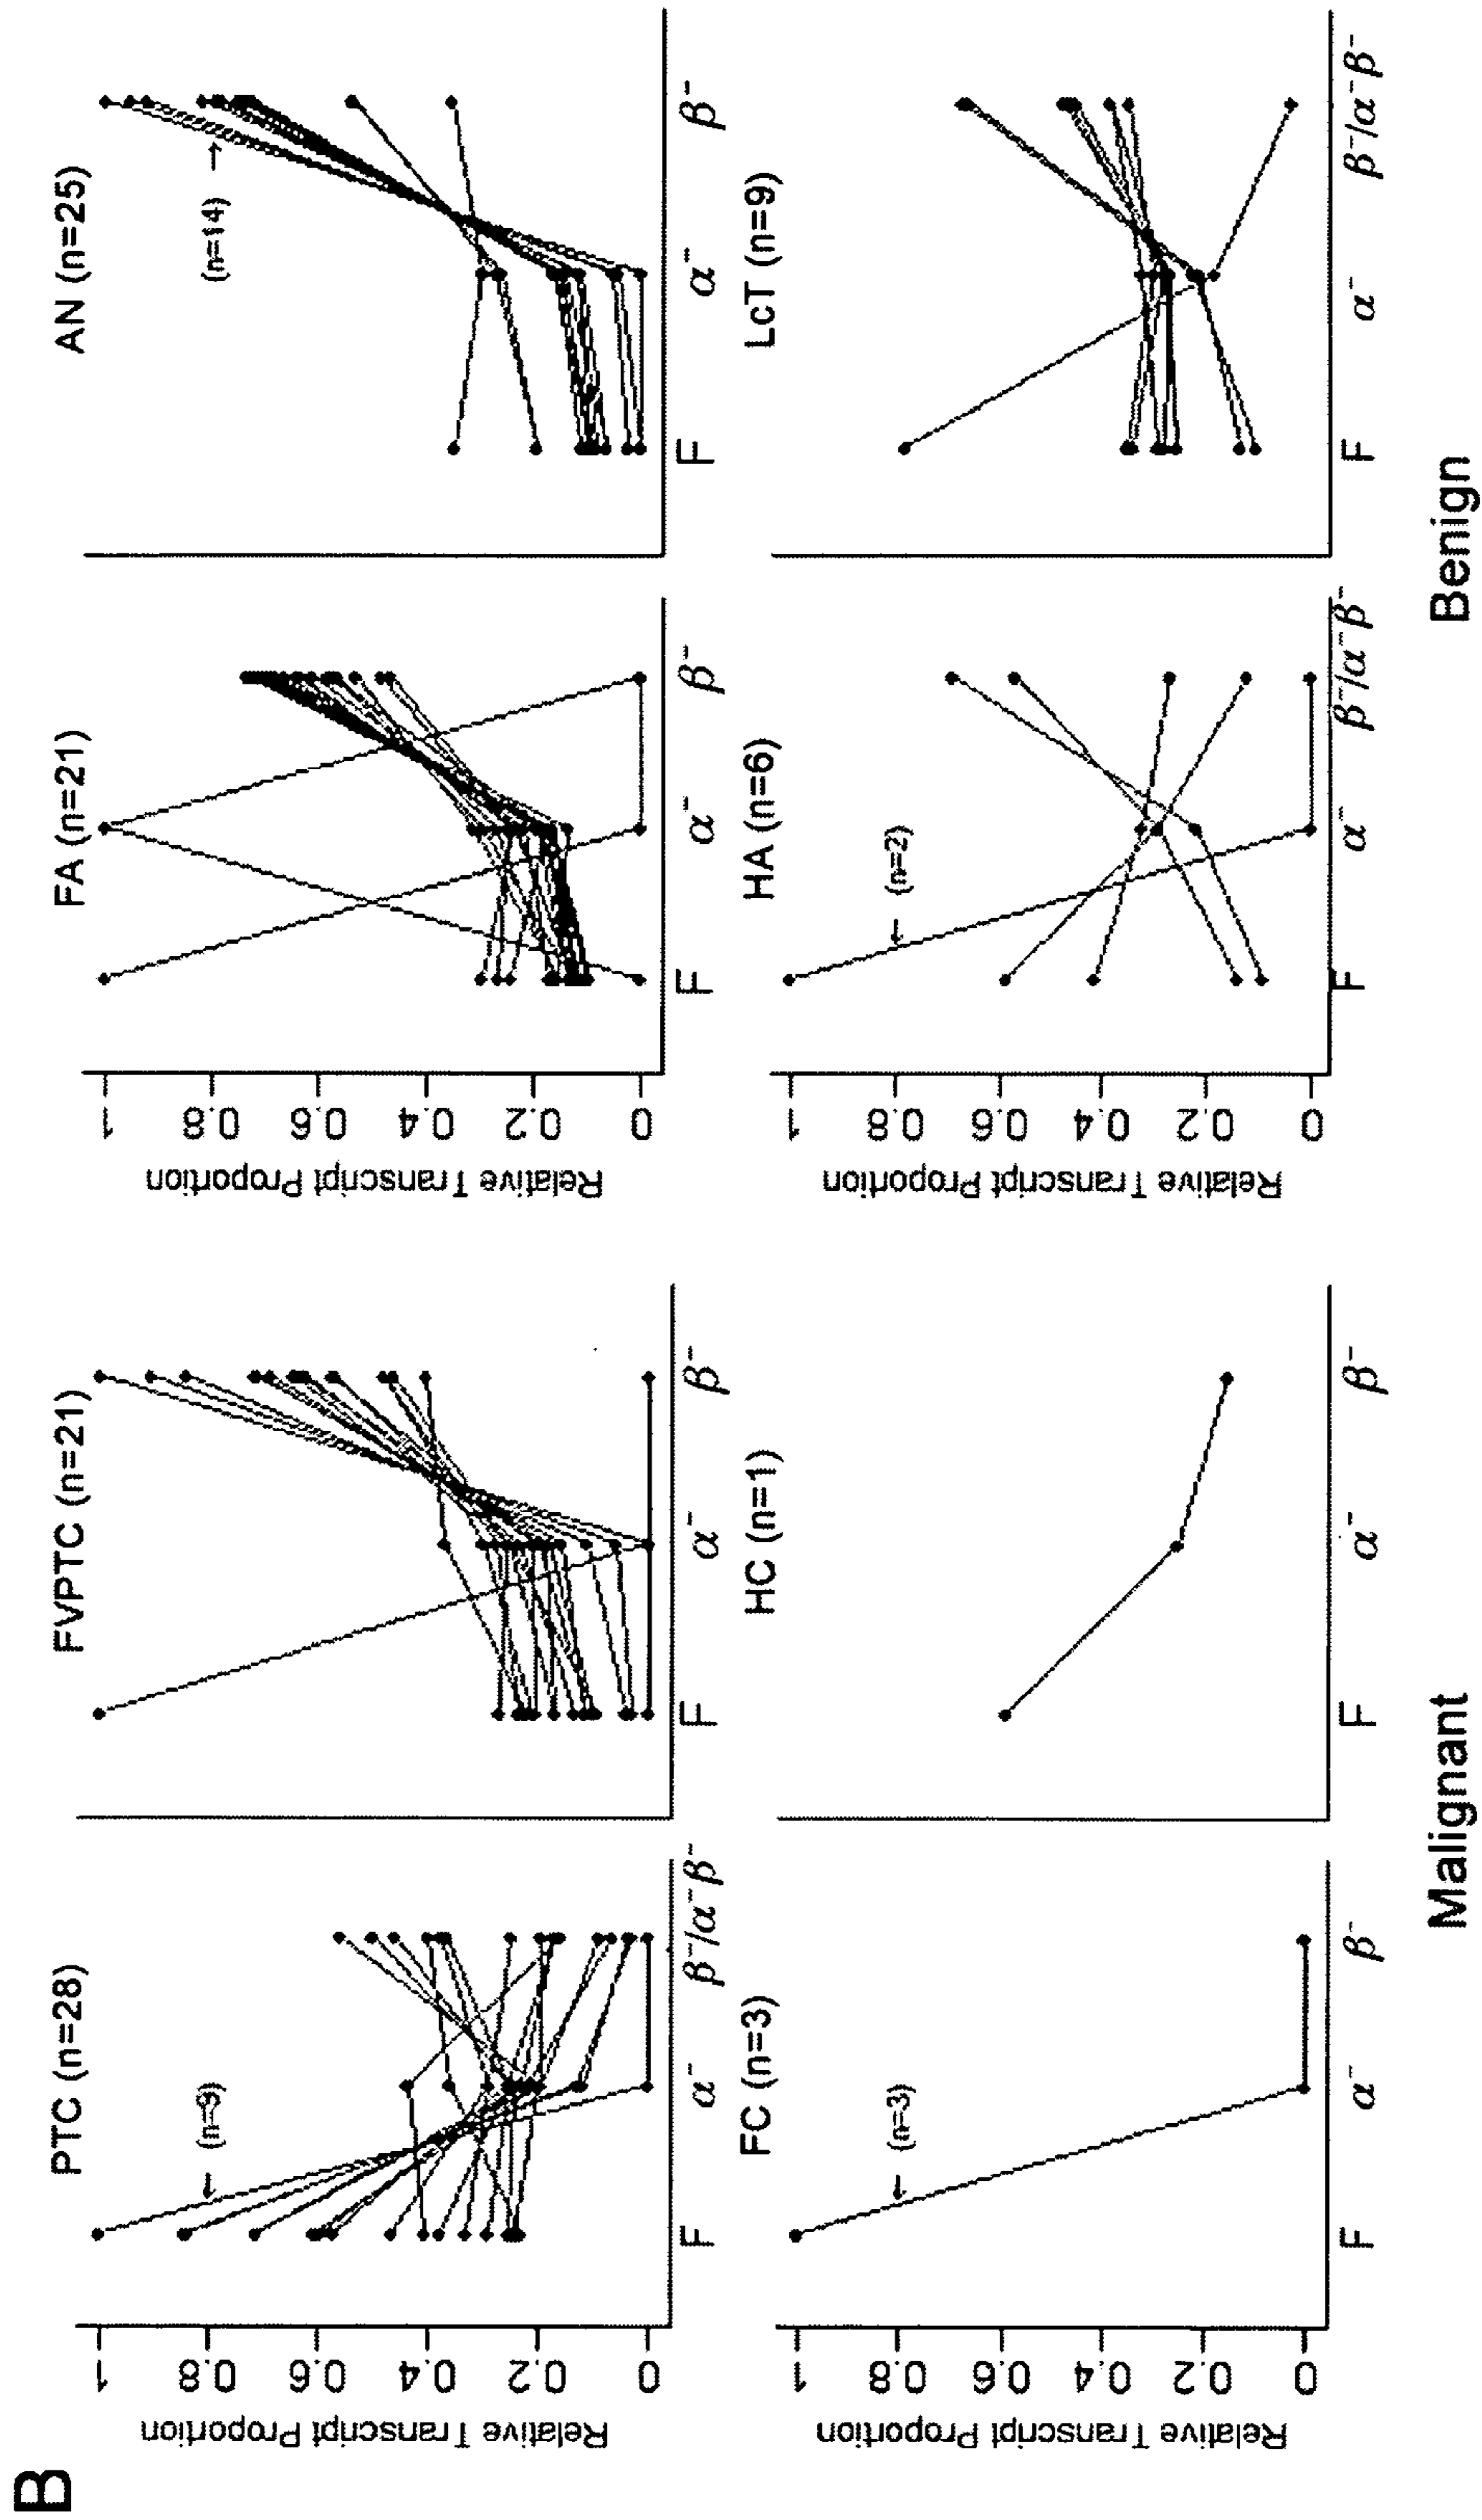 B
PTC (n=28)
FVPTC (n=21)
FA (n=21)
AN (n=25)
Relative Transcript Proportion
1
0.8
0.6
0.4
0.2
0
(n=9)
F
α⁻
β⁻/α⁻β⁻
F
α⁻
β⁻
Relative Transcript Proportion
1
0.8
0.6
0.4
0.2
0
F
α⁻
β⁻
(n=14)
F
α⁻
β⁻
FC (n=3)
HC (n=1)
HA (n=6)
LcT (n=9)
Relative Transcript Proportion
1
0.8
0.6
0.4
0.2
0
(n=3)
F
α⁻
β⁻
F
α⁻
β⁻
Relative Transcript Proportion
1
0.8
0.6
0.4
0.2
0
(n=2)
F
α⁻
β⁻/α⁻β⁻
F
α⁻
β⁻/α⁻β⁻
Malignant
Benign